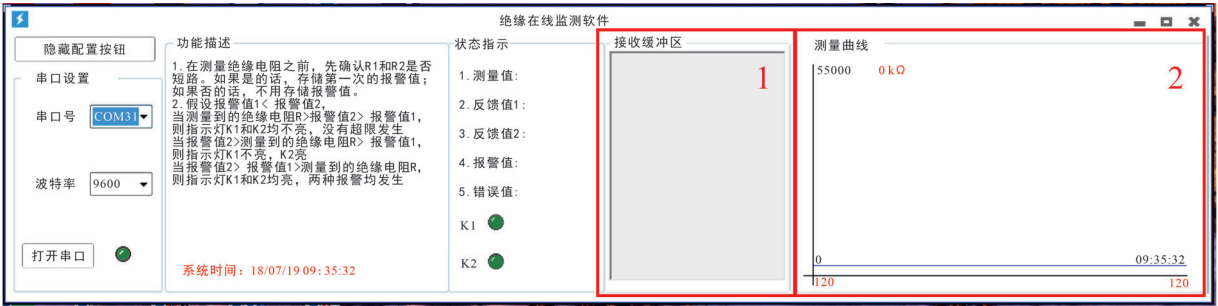 绝缘在线监测软件
隐藏配置按钮
串口设置
串口号 COM31
波特率 9600
打开串口
功能描述
1.在测量绝缘电阻之前,先确认R1和R2是否
短路。如果是的话,存储第一次的报警值;
如果否的话,不用存储报警值。
2.假设报警值1< 报警值2,
当测量到的绝缘电阻R>报警值2> 报警值1,
则指示灯K1和K2均不亮,没有超限发生
当报警值2>测量到的绝缘电阻R> 报警值1,
则指示灯K1不亮,K2亮
当报警值2> 报警值1>测量到的绝缘电阻R,
则指示灯K1和K2均亮,两种报警均发生
系统时间:18/07/19 09:35:32
状态指示
1.测量值:
2.反馈值1:
3.反馈值2:
4.报警值:
5.错误值:
K1
K2
接收缓冲区
1
测量曲线
55000 0 kΩ
2
0 09:35:32
120 120